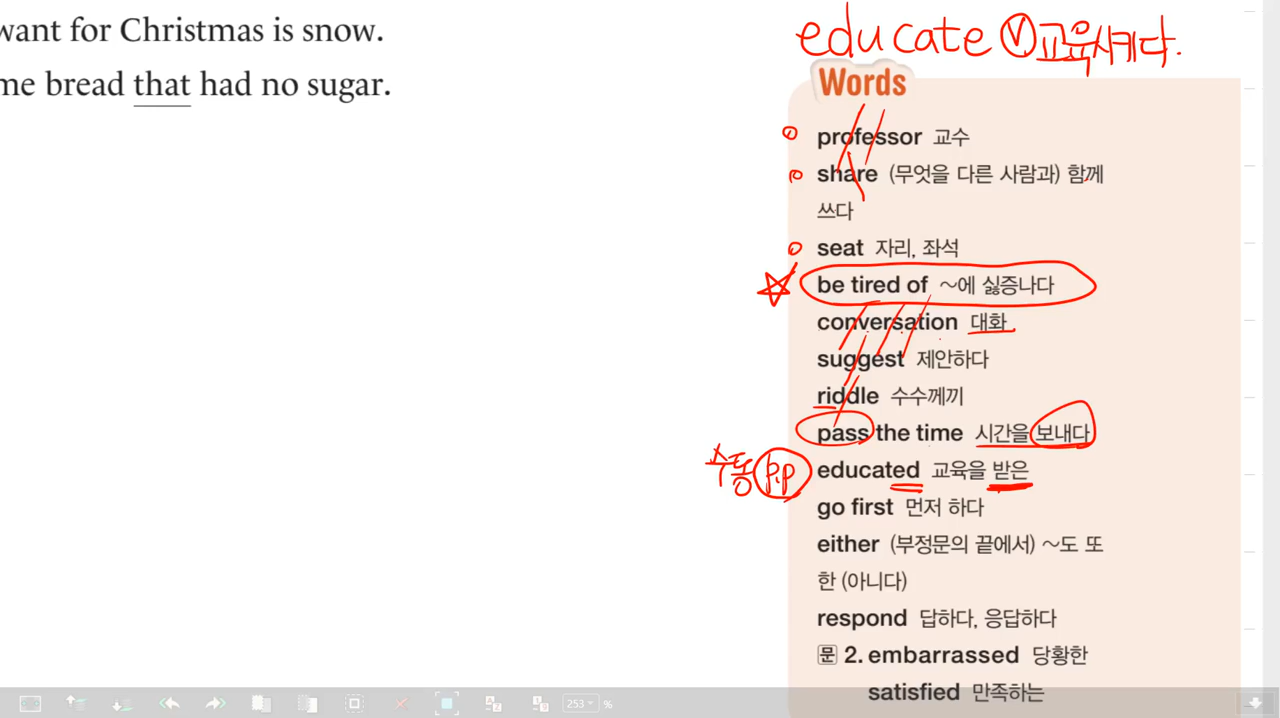 want for Christmas is snow.
me bread that had no sugar.
educate ⓥ교육시키다.
Words
professor 교수
share (무엇을 다른 사람과) 함께
쓰다
seat 자리, 좌석
be tired of ~에 싫증나다
conversation 대화
suggest 제안하다
riddle 수수께끼
pass the time 시간을 보내다
수동 p.p educated 교육을 받은
go first 먼저 하다
either (부정문의 끝에서) ~도 또
한 (아니다)
respond 답하다, 응답하다
문 2. embarrassed 당황한
satisfied 만족하는
253 %